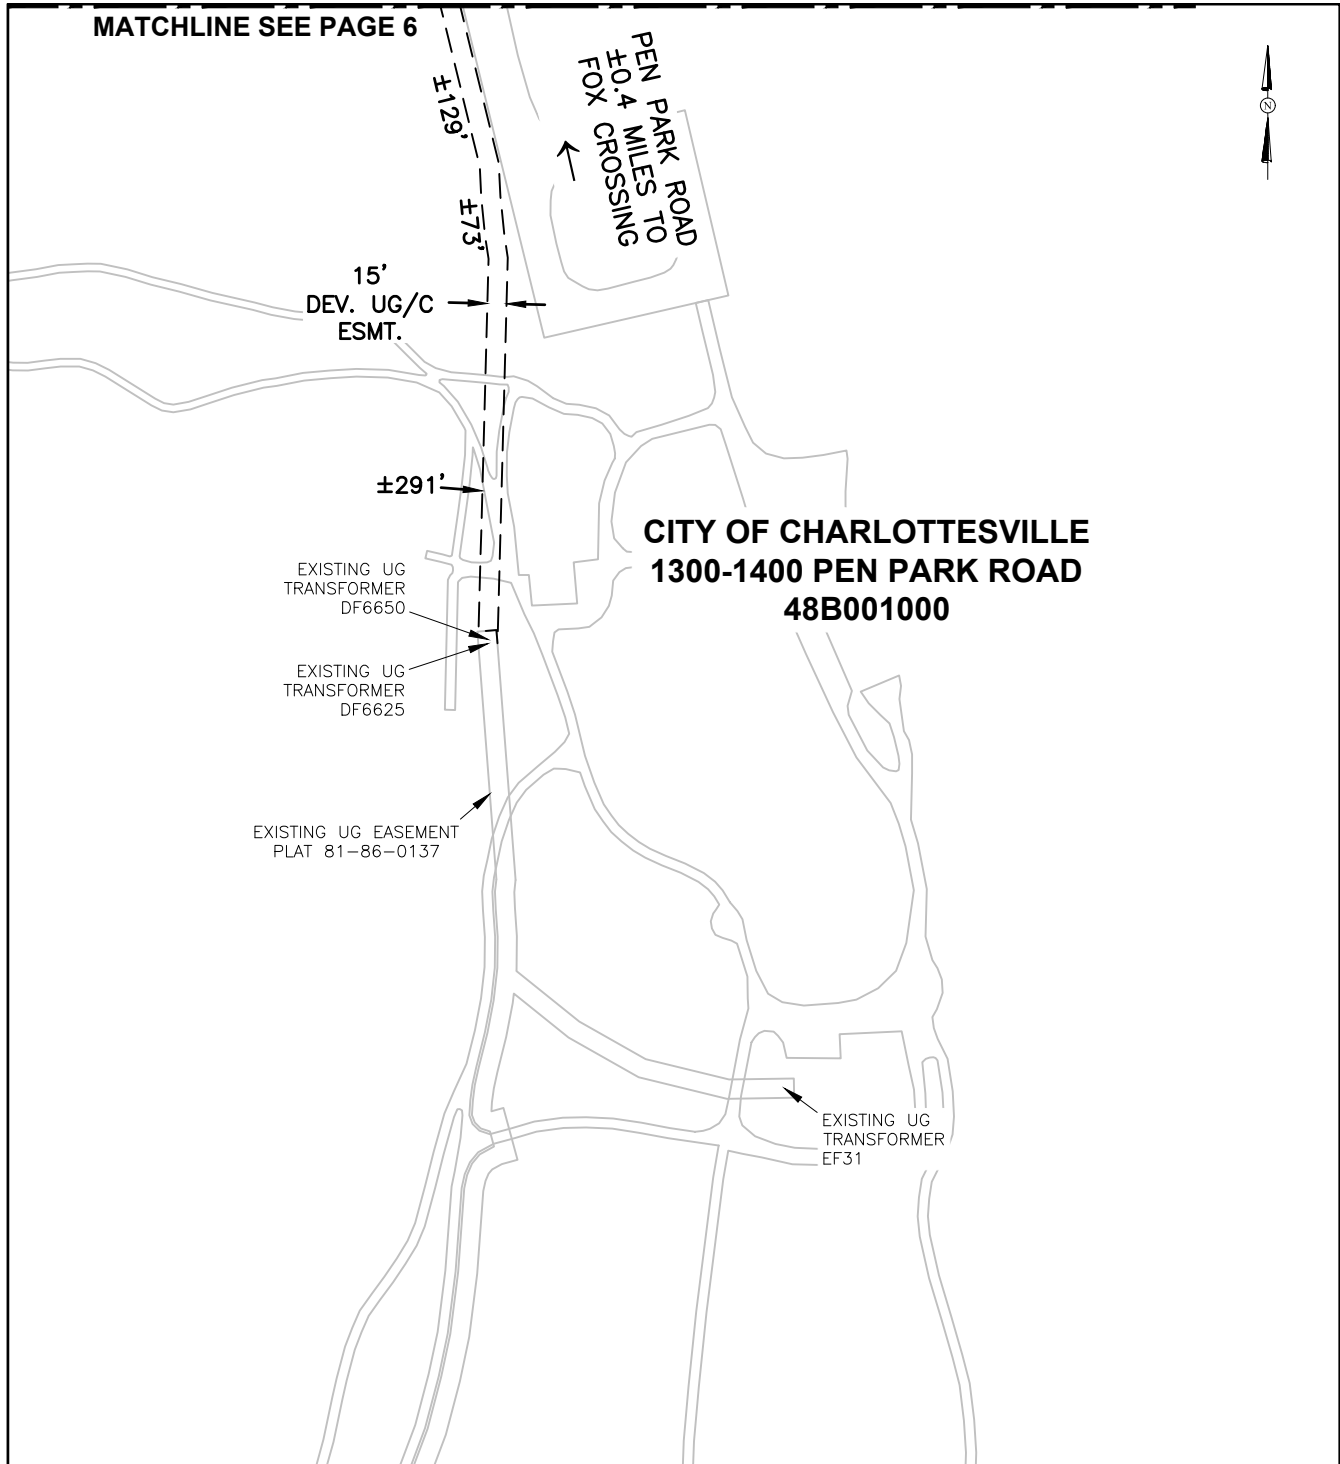 MATCHLINE SEE PAGE 6
PEN PARK ROAD
±0.4 MILES TO
FOX CROSSING
N
±129'
±73'
15'
DEV. UG/C
ESMT.
±291'
CITY OF CHARLOTTESVILLE
1300-1400 PEN PARK ROAD
48B001000
EXISTING UG
TRANSFORMER
DF6650
EXISTING UG
TRANSFORMER
DF6625
EXISTING UG EASEMENT
PLAT 81-86-0137
EXISTING UG
TRANSFORMER
EF31